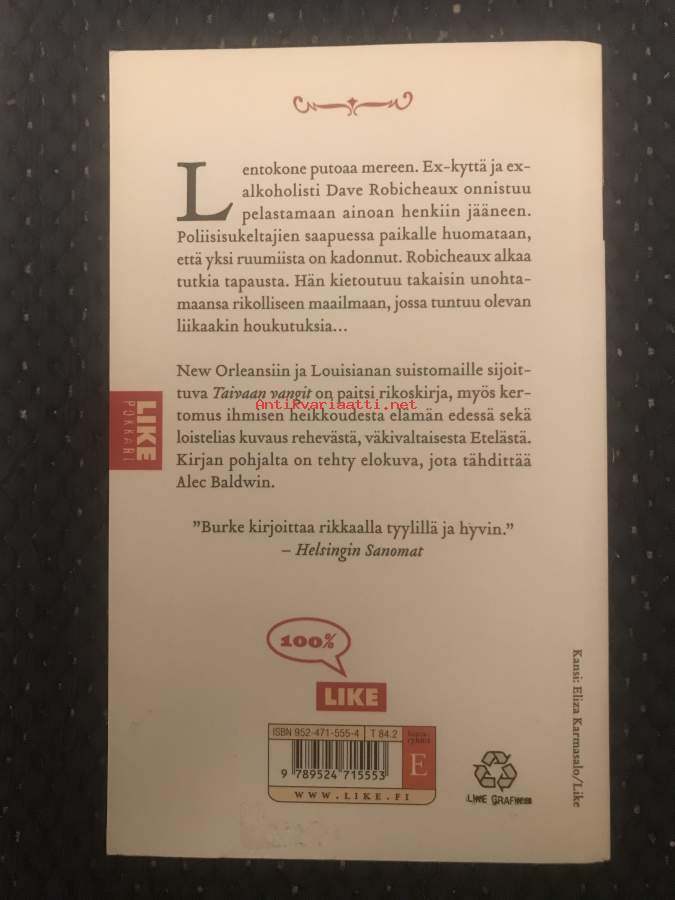 Lentokone putoaa mereen. Ex-kyttä ja ex-
alkoholisti Dave Robicheaux onnistuu
pelastamaan ainoan henkiin jääneen.
Poliisisukeltajien saapuessa paikalle huomataan,
että yksi ruumiista on kadonnut. Robicheaux alkaa
tutkia tapausta. Hän kietoutuu takaisin unohta-
maansa rikolliseen maailmaan, jossa tuntuu olevan
liikaakin houkutuksia...
New Orleansiin ja Louisianan suistomaille sijoit-
tuva Taivaan vangit on paitsi rikoskirja, myös ker-
tomus ihmisen heikkoudesta elämän edessä sekä
loistelias kuvaus rehevästä, väkivaltaisesta Etelästä.
Kirjan pohjalta on tehty elokuva, jota tähdittää
Alec Baldwin.
"Burke kirjoittaa rikkaalla tyylillä ja hyvin."
– Helsingin Sanomat
Antikvariaatti.net
LIKE
POKKARI
100%
LIKE
ISBN 952-471-555-4 T 84.2
9 789524 715553
E
WWW.LIKE.FI
Kansi: Eliza Karmasalo/Like